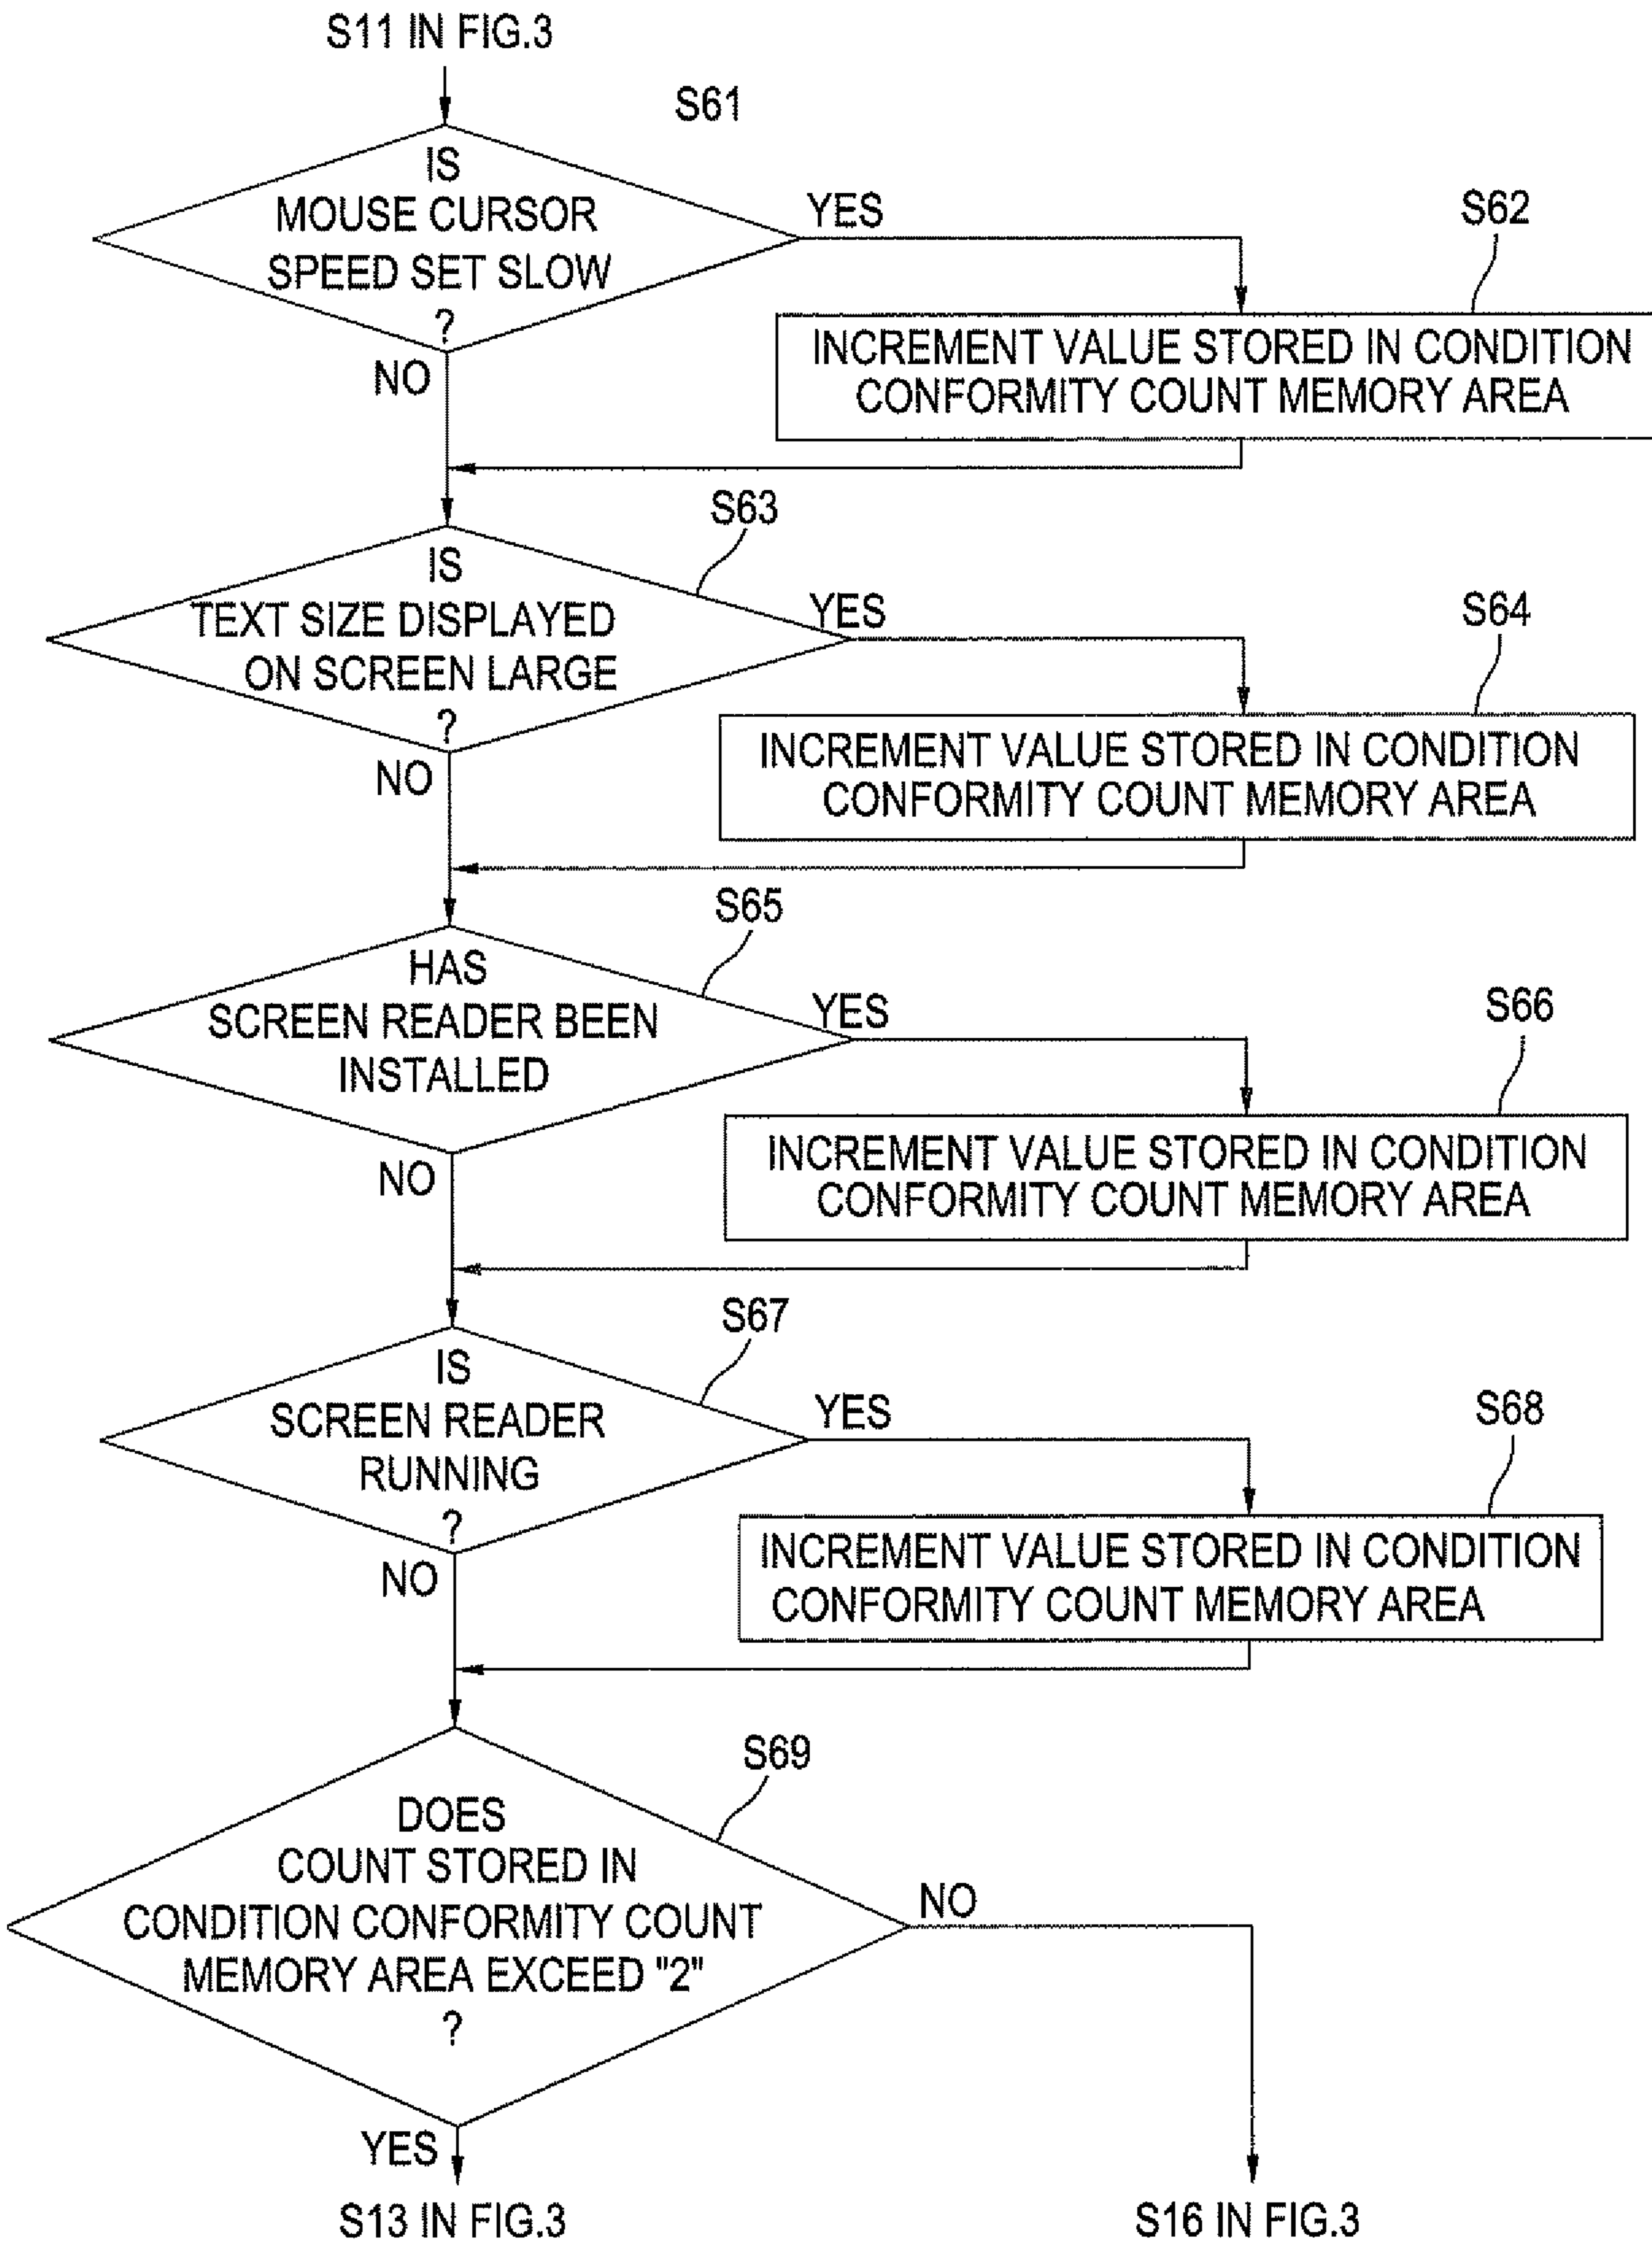 S11 IN FIG.3
S61
IS
MOUSE CURSOR
SPEED SET SLOW
?
YES
NO
S62
INCREMENT VALUE STORED IN CONDITION
CONFORMITY COUNT MEMORY AREA
S63
IS
TEXT SIZE DISPLAYED
ON SCREEN LARGE
?
YES
NO
S64
INCREMENT VALUE STORED IN CONDITION
CONFORMITY COUNT MEMORY AREA
S65
HAS
SCREEN READER BEEN
INSTALLED
YES
NO
S66
INCREMENT VALUE STORED IN CONDITION
CONFORMITY COUNT MEMORY AREA
S67
IS
SCREEN READER
RUNNING
?
YES
NO
S68
INCREMENT VALUE STORED IN CONDITION
CONFORMITY COUNT MEMORY AREA
S69
DOES
COUNT STORED IN
CONDITION CONFORMITY COUNT
MEMORY AREA EXCEED "2"
?
NO
YES
S13 IN FIG.3
S16 IN FIG.3